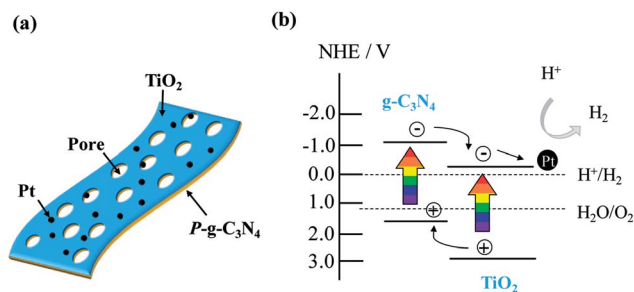 (a)
TiO2
Pore
Pt
P-g-C3N4
(b)
NHE / V
g-C3N4
H+
H2
-2.0
-1.0
0.0
1.0
2.0
3.0
-
-
Pt
+
+
H+/H2
H2O/O2
TiO2